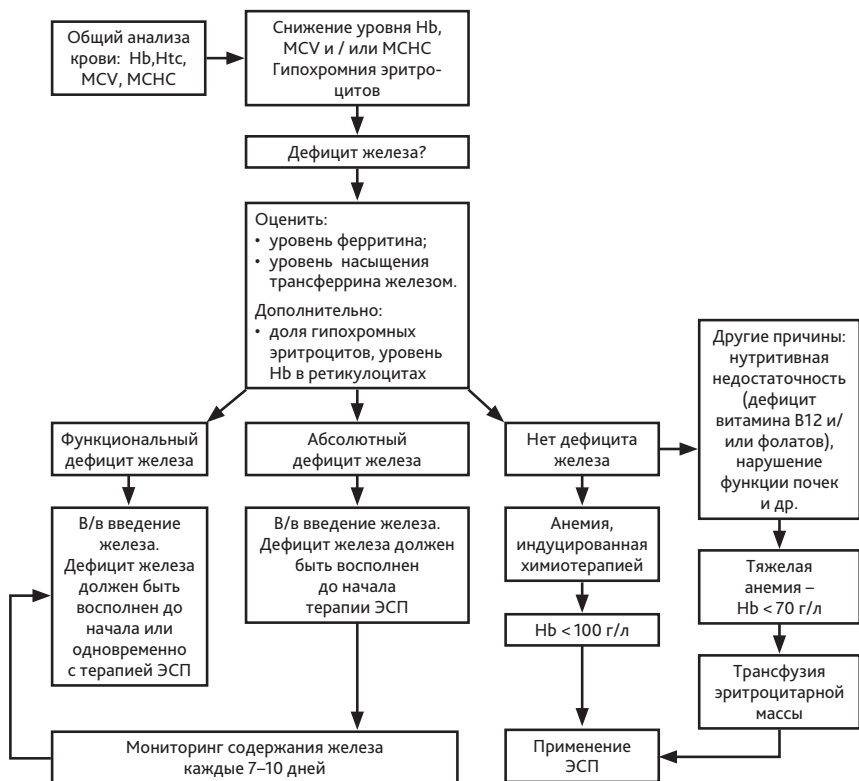 Общий анализа
крови: Hb,Htc,
MCV, MCHC
Снижение уровня Hb,
MCV и / или MCHC
Гипохромния эритро-
цитов
Дефицит железа?
Оценить:
• уровень ферритина;
• уровень насыщения
трансферрина железом.
Дополнительно:
• доля гипохромных
эритроцитов, уровень
Hb в ретикулоцитах
Другие причины:
нутритивная
недостаточность
(дефицит
витамина В12 и/
или фолатов),
нарушение
функции почек
и др.
Функциональный
дефицит железа
Абсолютный
дефицит железа
Нет дефицита
железа
В/в введение
железа.
Дефицит железа
должен быть
восполнен до
начала или
одновременно
с терапией ЭСП
В/в введение железа.
Дефицит железа должен
быть восполнен
до начала
терапии ЭСП
Анемия,
индуцированная
химиотерапией
Тяжелая
анемия –
Hb < 70 г/л
Hb < 100 г/л
Трансфузия
эритроцитарной
массы
Мониторинг содержания железа
каждые 7–10 дней
Применение
ЭСП